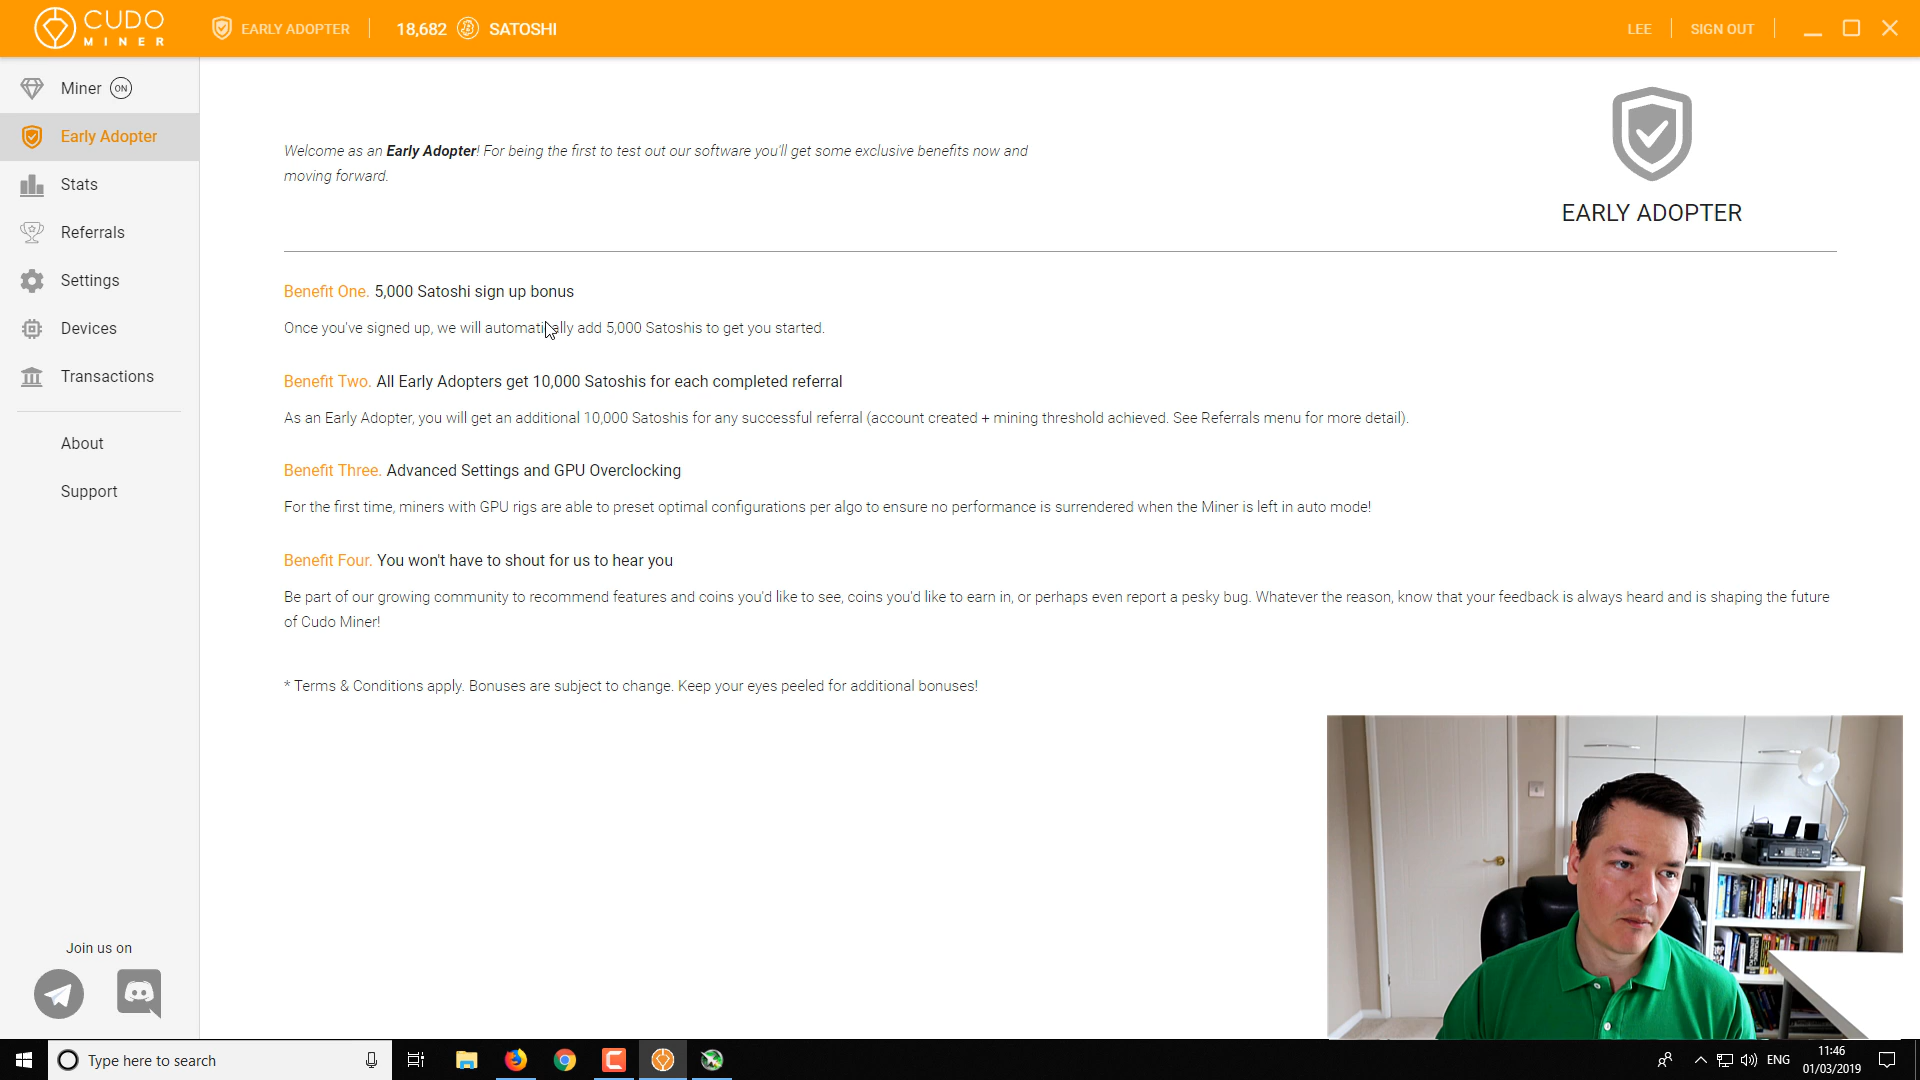 CUDO
MINER
EARLY ADOPTER
18,682 SATOSHI
LEE
SIGN OUT
Miner ON
Early Adopter
Stats
Referrals
Settings
Devices
Transactions
About
Support
Join us on
Welcome as an Early Adopter! For being the first to test out our software you'll get some exclusive benefits now and
moving forward.
EARLY ADOPTER
Benefit One. 5,000 Satoshi sign up bonus
Once you've signed up, we will automatically add 5,000 Satoshis to get you started.
Benefit Two. All Early Adopters get 10,000 Satoshis for each completed referral
As an Early Adopter, you will get an additional 10,000 Satoshis for any successful referral (account created + mining threshold achieved. See Referrals menu for more detail).
Benefit Three. Advanced Settings and GPU Overclocking
For the first time, miners with GPU rigs are able to preset optimal configurations per algo to ensure no performance is surrendered when the Miner is left in auto mode!
Benefit Four. You won't have to shout for us to hear you
Be part of our growing community to recommend features and coins you'd like to see, coins you'd like to earn in, or perhaps even report a pesky bug. Whatever the reason, know that your feedback is always heard and is shaping the future
of Cudo Miner!
* Terms & Conditions apply. Bonuses are subject to change. Keep your eyes peeled for additional bonuses!
Type here to search
ENG
11:46
01/03/2019